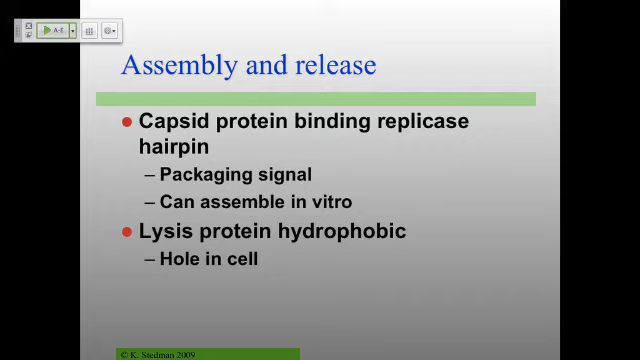 A-E
Assembly and release
Capsid protein binding replicase
hairpin
– Packaging signal
– Can assemble in vitro
Lysis protein hydrophobic
– Hole in cell
© K. Stedman 2009